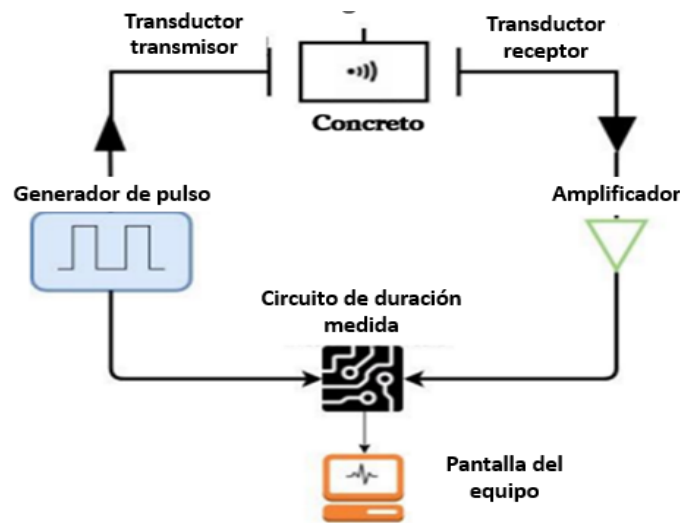 Transductor
transmisor
Transductor
receptor
Concreto
Generador de pulso
Amplificador
Circuito de duración
medida
Pantalla del
equipo